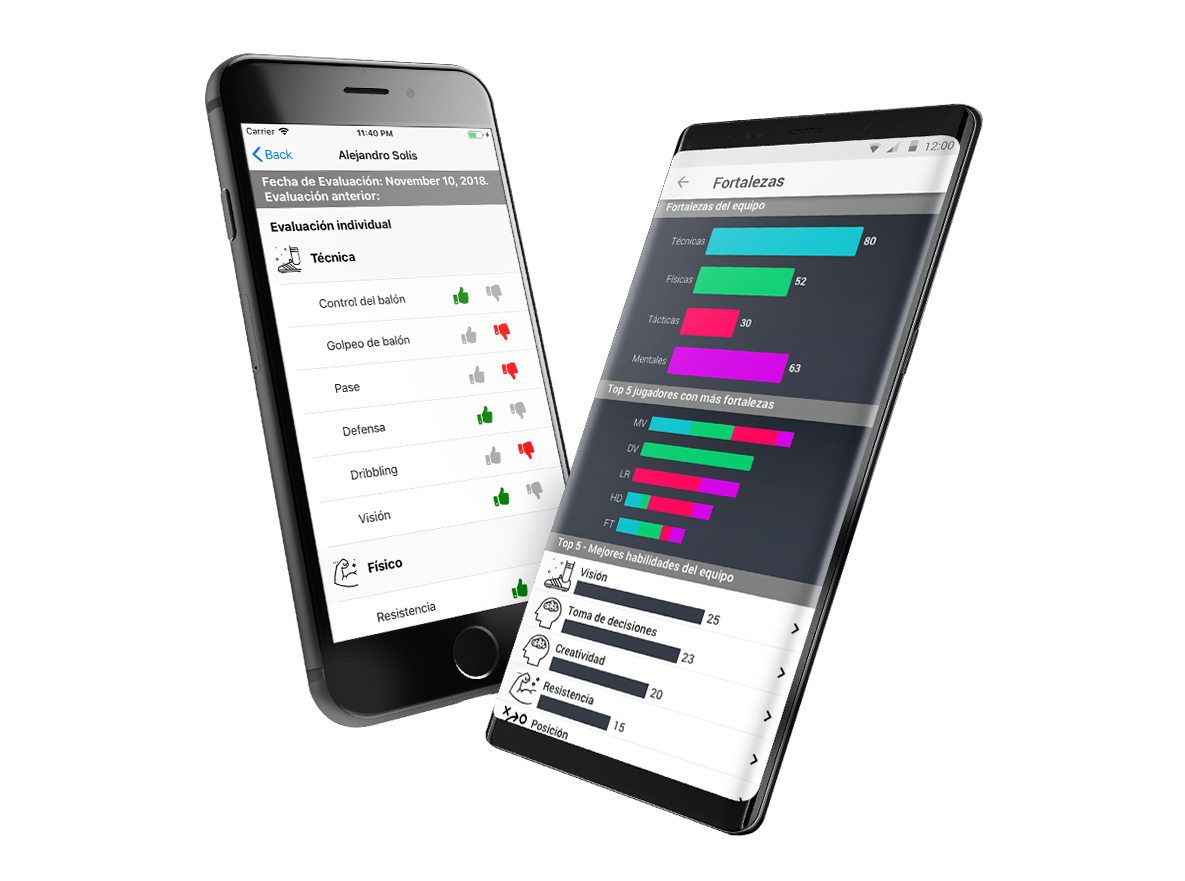 Carrier
11:40 PM
Back
Alejandro Solís
Fecha de Evaluación: November 10, 2018.
Evaluación anterior:
Evaluación individual
Técnica
Control del balón
Golpeo de balón
Pase
Defensa
Dribbling
Visión
Físico
Resistencia
12:00
Fortalezas
Fortalezas del equipo
Técnicas 80
Físicas 52
Tácticas 30
Mentales 63
Top 5 jugadores con más fortalezas
MV
DV
LR
HD
FT
Top 5 - Mejores habilidades del equipo
Visión
25
Toma de decisiones
23
Creatividad
20
Resistencia
15
Posición